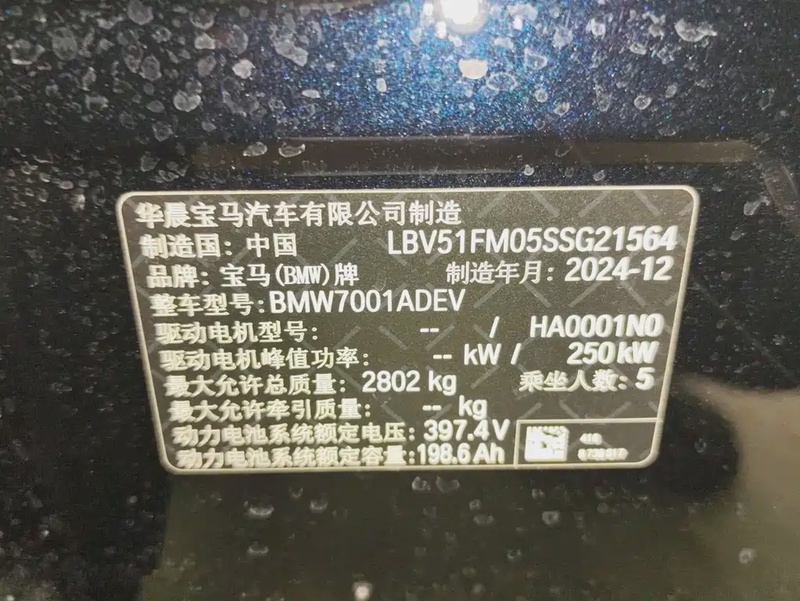 华晨宝马汽车有限公司制造
制造国: 中国 LBV51FM05SSG21564
品牌: 宝马(BMW)牌 制造年月: 2024-12
整车型号: BMW7001ADEV
驱动电机型号: -- / HA0001N0
驱动电机峰值功率: -- kW / 250 kW
最大允许总质量: 2802 kg 乘坐人数: 5
最大允许牵引质量: -- kg
动力电池系统额定电压: 397.4 V
动力电池系统额定容量: 198.6 Ah